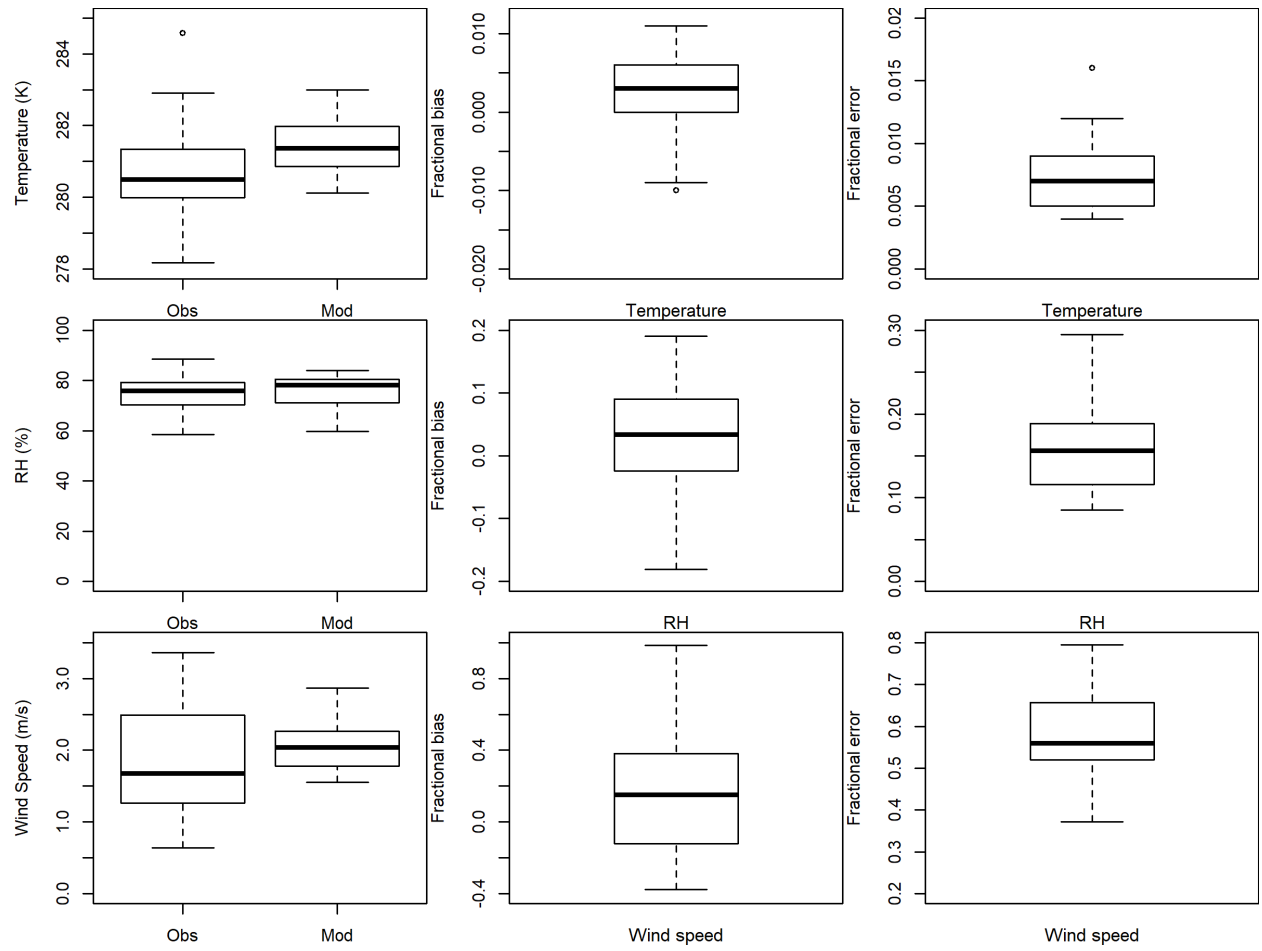 Temperature (K)
278
280
282
284
Obs
Mod
Fractional bias
-0.020
-0.010
0.000
0.010
Temperature
Fractional error
0.000
0.005
0.010
0.015
0.02
Temperature
RH (%)
0
20
40
60
80
100
Obs
Mod
Fractional bias
-0.2
-0.1
0.0
0.1
0.2
RH
Fractional error
0.00
0.10
0.20
0.30
RH
Wind Speed (m/s)
0.0
1.0
2.0
3.0
Obs
Mod
Fractional bias
-0.4
0.0
0.4
0.8
Wind speed
Fractional error
0.2
0.3
0.4
0.5
0.6
0.7
0.8
Wind speed